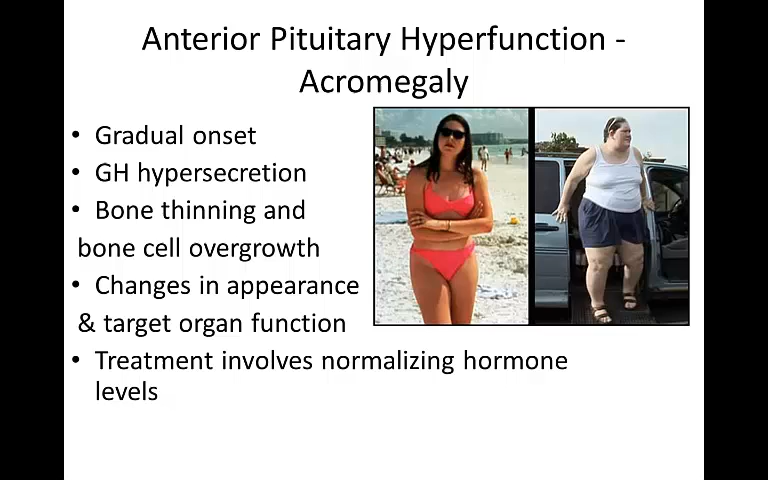 Anterior Pituitary Hyperfunction -
Acromegaly
• Gradual onset
• GH hypersecretion
• Bone thinning and
bone cell overgrowth
• Changes in appearance
& target organ function
• Treatment involves normalizing hormone
levels